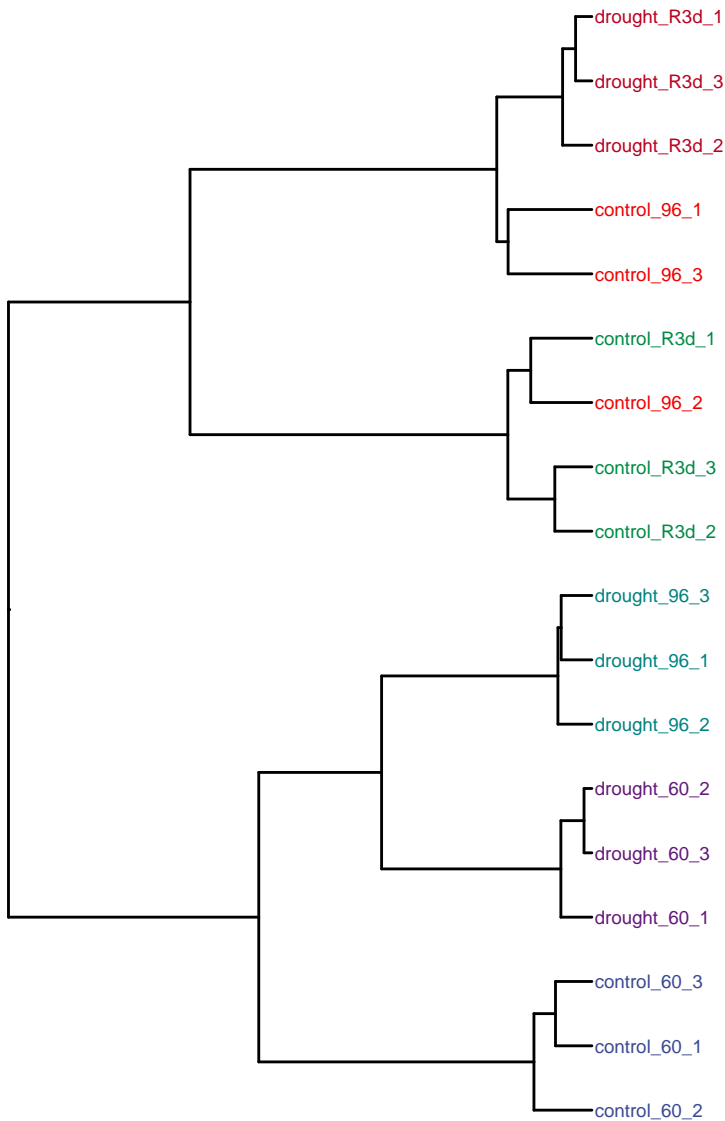 drought_R3d_1
drought_R3d_3
drought_R3d_2
control_96_1
control_96_3
control_R3d_1
control_96_2
control_R3d_3
control_R3d_2
drought_96_3
drought_96_1
drought_96_2
drought_60_2
drought_60_3
drought_60_1
control_60_3
control_60_1
control_60_2